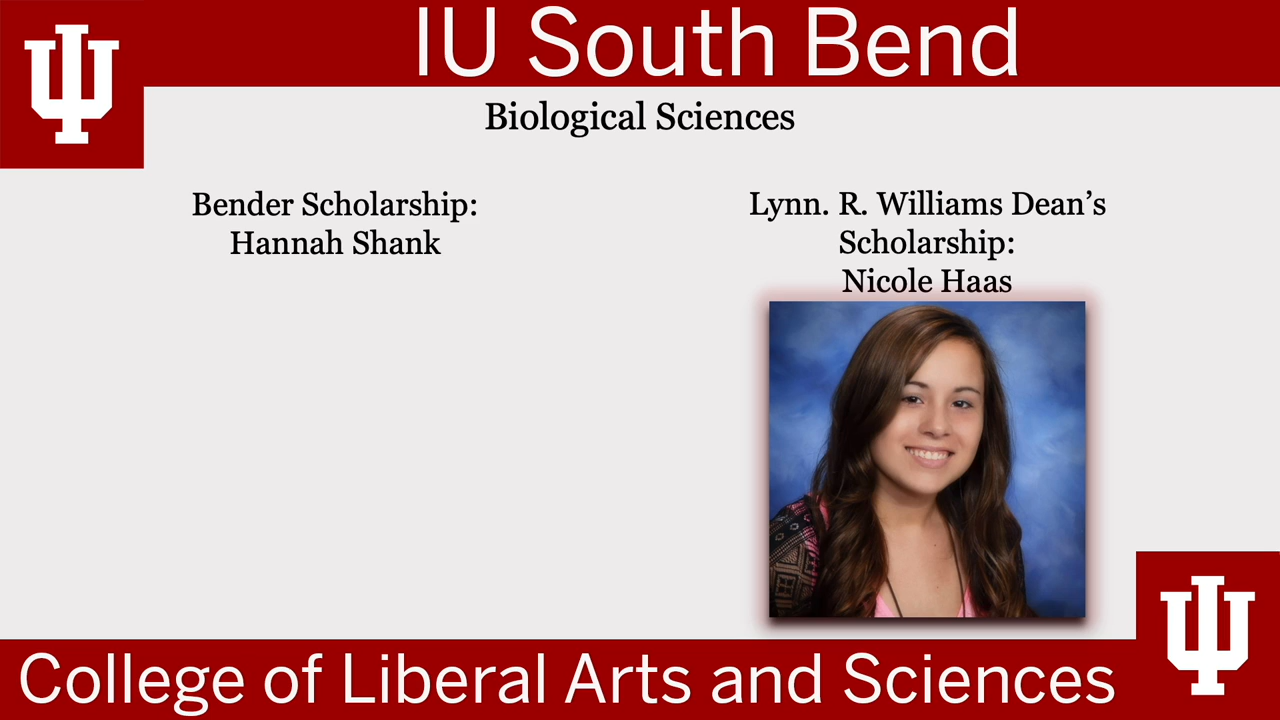 IU South Bend
Biological Sciences
Bender Scholarship:
Hannah Shank
Lynn. R. Williams Dean’s
Scholarship:
Nicole Haas
College of Liberal Arts and Sciences